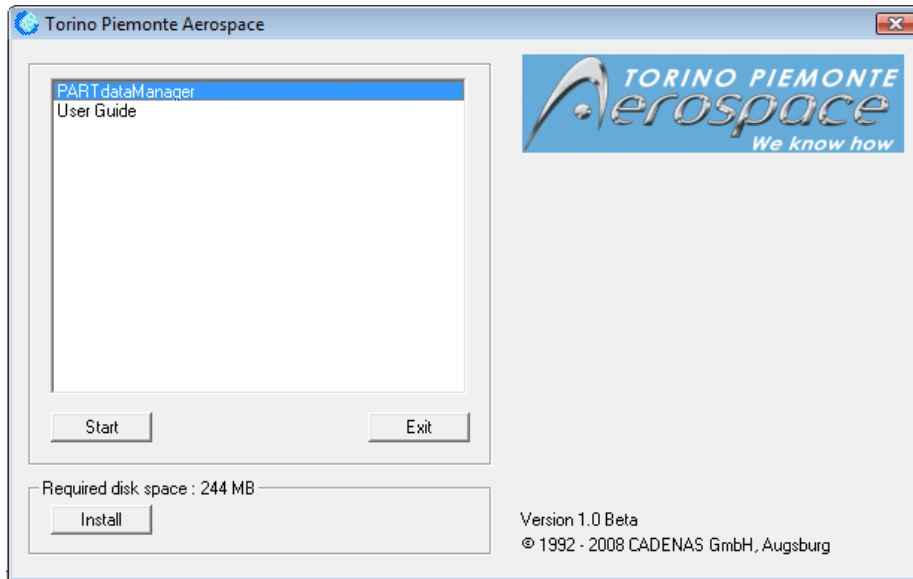 Torino Piemonte Aerospace
PARTdataManager
User Guide
TORINO PIEMONTE
Aerospace
We know how
Start
Exit
Required disk space : 244 MB
Install
Version 1.0 Beta
© 1992 - 2008 CADENAS GmbH, Augsburg